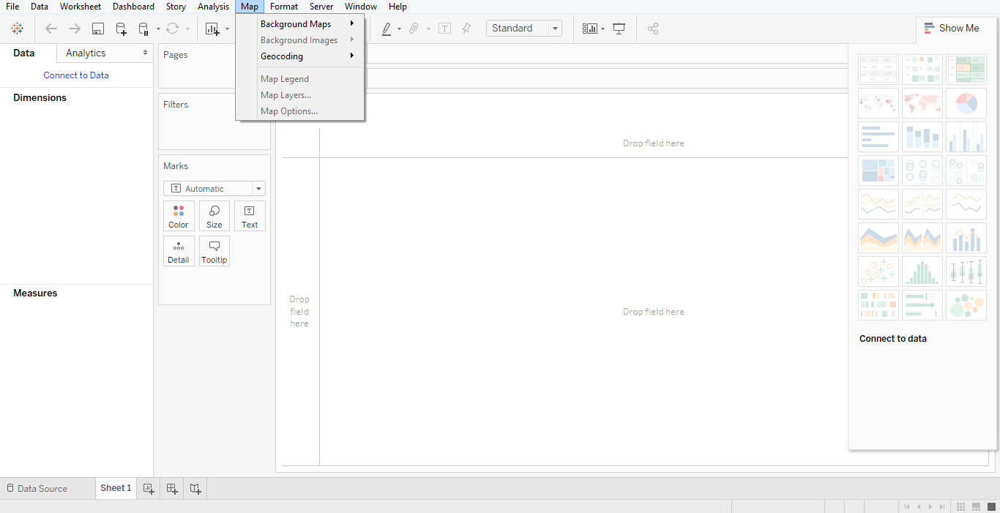 File Data Worksheet Dashboard Story Analysis Map Format Server Window Help
Standard
Show Me
Data
Analytics
Connect to Data
Dimensions
Measures
Pages
Filters
Marks
Automatic
Color Size Text
Detail Tooltip
Background Maps
Background Images
Geocoding
Map Legend
Map Layers...
Map Options...
Drop field here
Drop
field
here
Drop field here
Connect to data
Data Source
Sheet 1